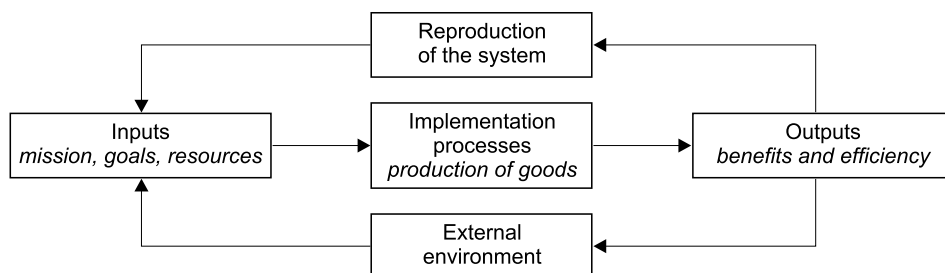 Reproduction
of the system
Inputs
mission, goals, resources
Implementation
processes
production of goods
Outputs
benefits and efficiency
External
environment